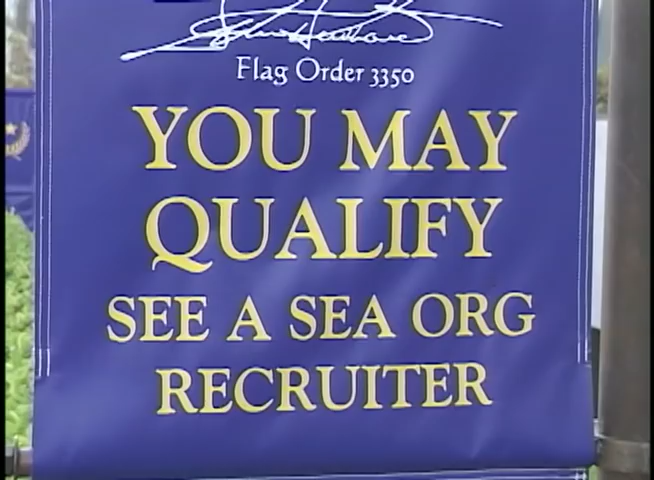 Flag Order 3350
YOU MAY
QUALIFY
SEE A SEA ORG
RECRUITER